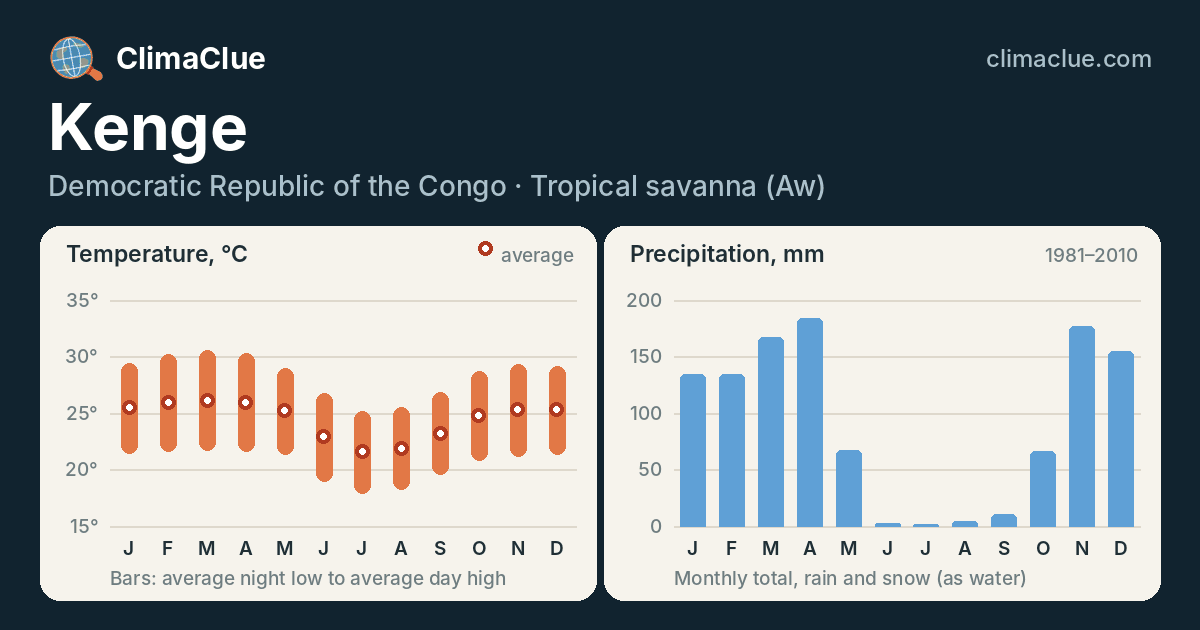 ClimaClue
climaclue.com
Kenge
Democratic Republic of the Congo · Tropical savanna (Aw)
Temperature, °C
average
35°
30°
25°
20°
15°
J F M A M J J A S O N D
Bars: average night low to average day high
Precipitation, mm
1981–2010
200
150
100
50
0
J F M A M J J A S O N D
Monthly total, rain and snow (as water)